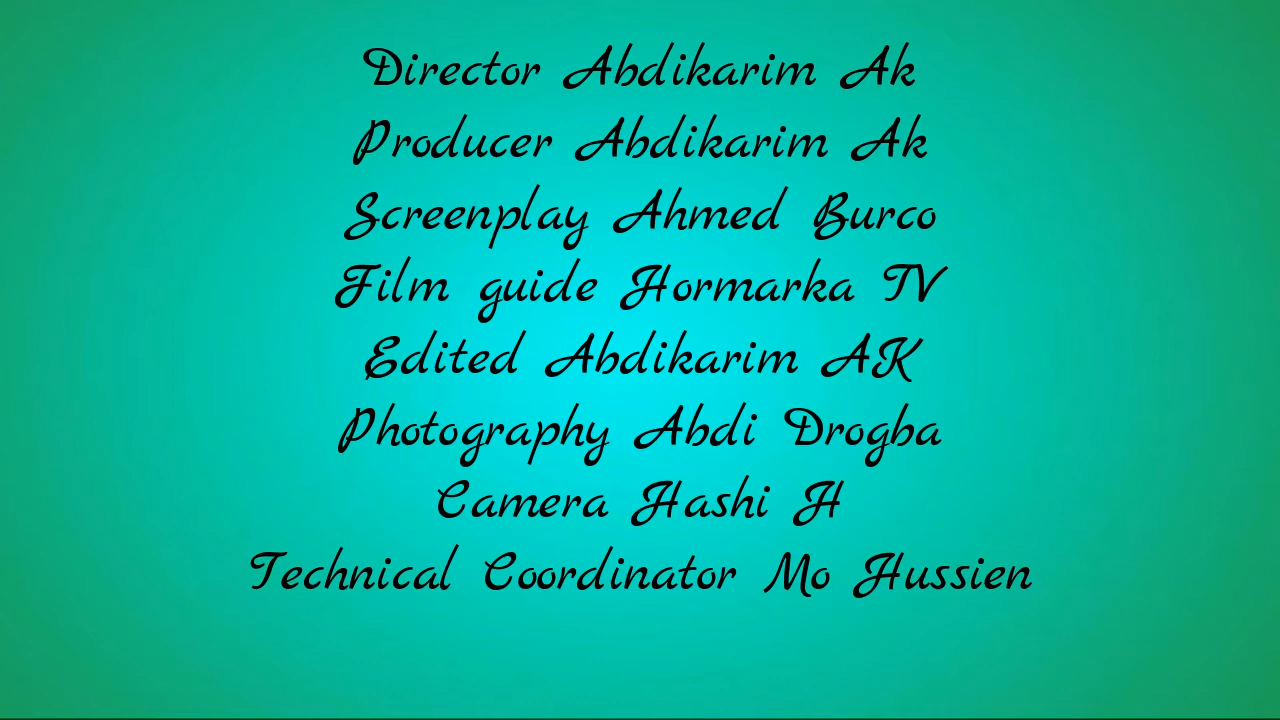 Director Abdikarim Ak
Producer Abdikarim Ak
Screenplay Ahmed Burco
Film guide Hormarka TV
Edited Abdikarim AK
Photography Abdi Drogba
Camera Hashi H
Technical Coordinator Mo Hussien